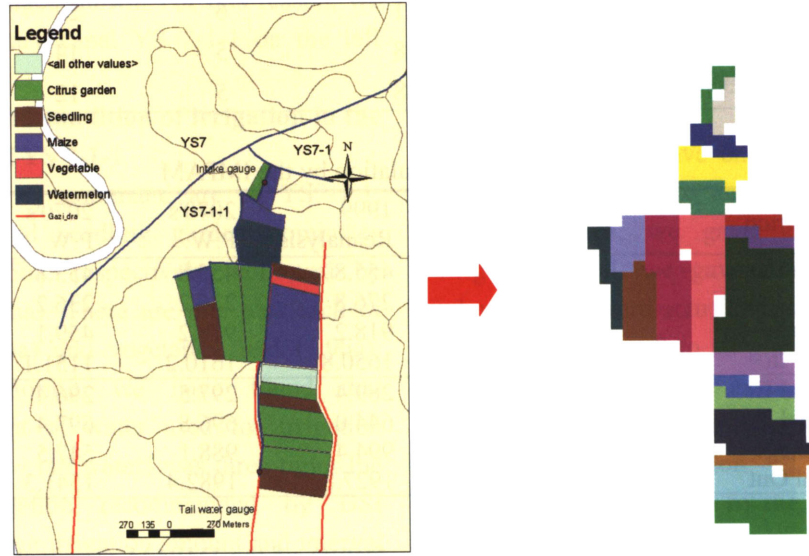 Legend
<all other values>
Citrus garden
Seedling
Maize
Vegetable
Watermelon
Gazi_dra
YS7
YS7-1
N
Intake gauge
YS7-1-1
Tail water gauge
270 135 0 270 Meters